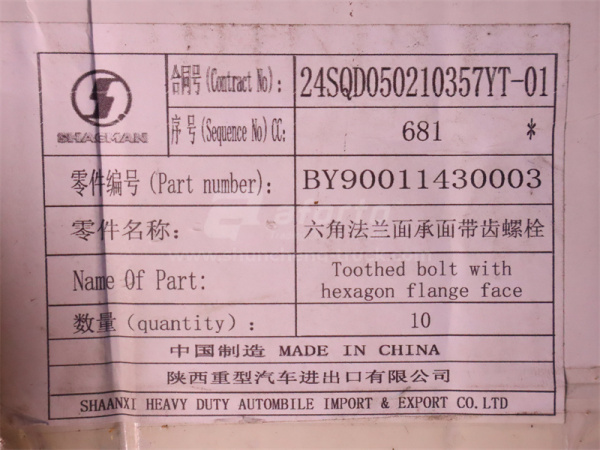 SHACMAN
合同号(Contract No): 24SQD050210357YT-01
序号(Sequence No)CC: 681 *
零件编号(Part number): BY90011430003
零件名称: 六角法兰面承面带齿螺栓
Name Of Part: Toothed bolt with
hexagon flange face
数量(quantity): 10
中国制造 MADE IN CHINA
陕西重型汽车进出口有限公司
SHAANXI HEAVY DUTY AUTOMBILE IMPORT & EXPORT CO.LTD